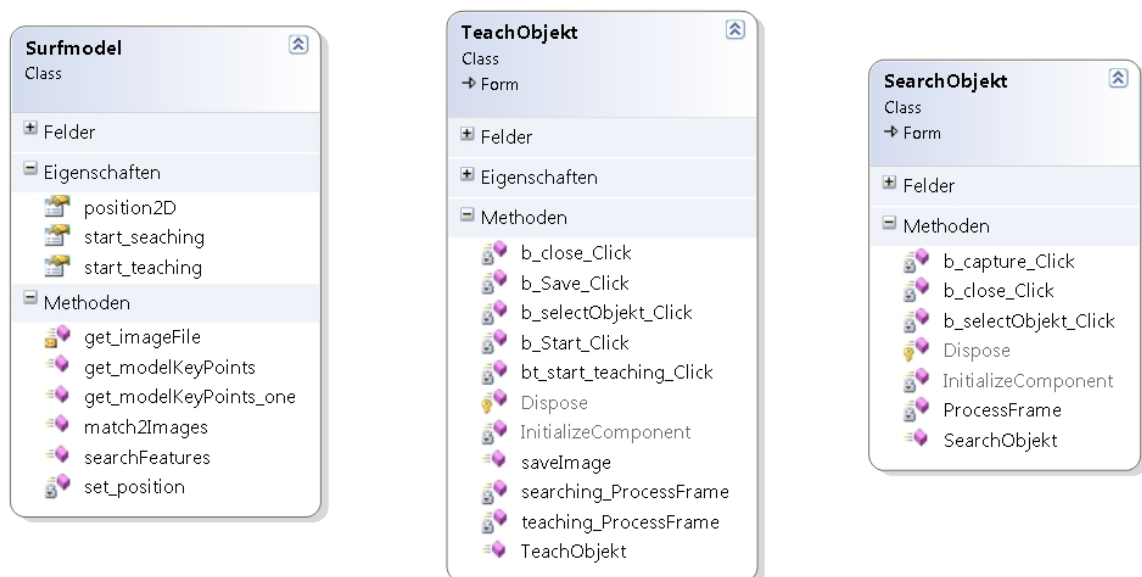 Surfmodel
Class
Felder
Eigenschaften
position2D
start_seaching
start_teaching
Methoden
get_imageFile
get_modelKeyPoints
get_modelKeyPoints_one
match2Images
searchFeatures
set_position
TeachObjekt
Class
Form
Felder
Eigenschaften
Methoden
b_close_Click
b_Save_Click
b_selectObjekt_Click
b_Start_Click
bt_start_teaching_Click
Dispose
InitializeComponent
saveImage
searching_ProcessFrame
teaching_ProcessFrame
TeachObjekt
SearchObjekt
Class
Form
Felder
Methoden
b_capture_Click
b_close_Click
b_selectObjekt_Click
Dispose
InitializeComponent
ProcessFrame
SearchObjekt